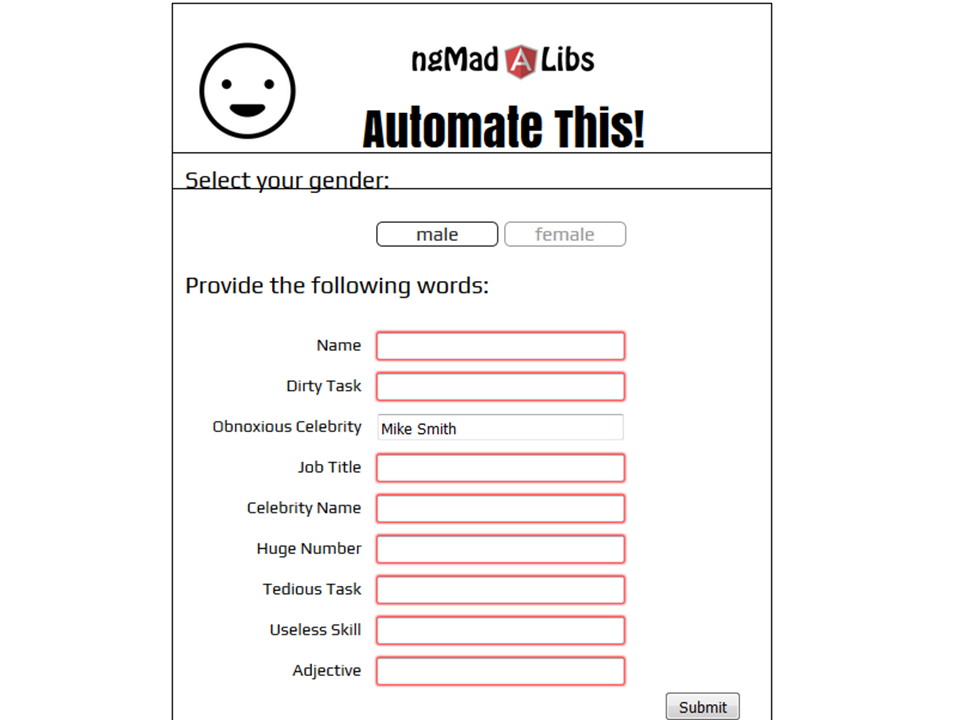 ngMad A Libs
Automate This!
Select your gender:
male female
Provide the following words:
Name
Dirty Task
Obnoxious Celebrity Mike Smith
Job Title
Celebrity Name
Huge Number
Tedious Task
Useless Skill
Adjective
Submit